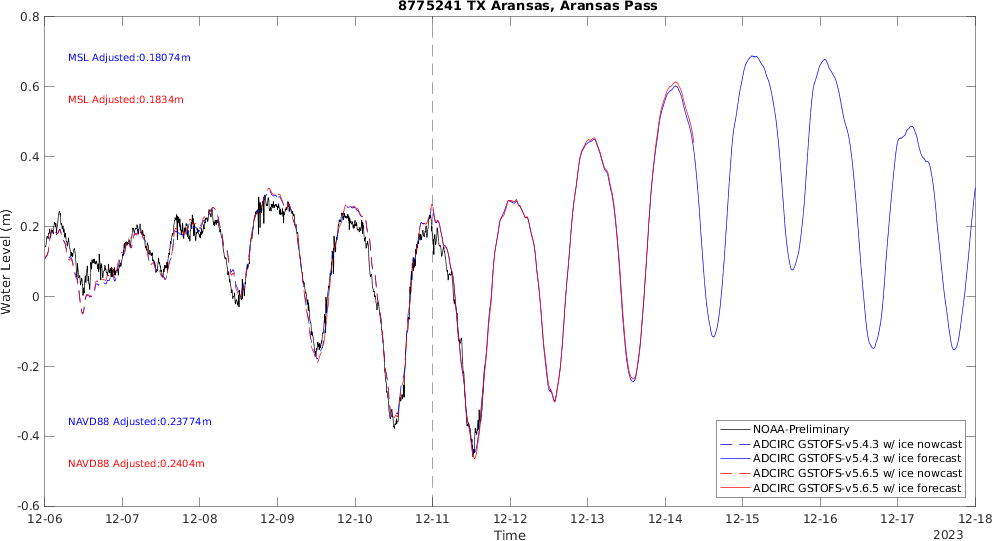 8775241 TX Aransas, Aransas Pass
0.8
0.6
0.4
0.2
0
-0.2
-0.4
-0.6
Water Level (m)
MSL Adjusted:0.18074m
MSL Adjusted:0.1834m
NAVD88 Adjusted:0.23774m
NAVD88 Adjusted:0.2404m
NOAA-Preliminary
ADCIRC GSTOFS-v5.4.3 w/ ice nowcast
ADCIRC GSTOFS-v5.4.3 w/ ice forecast
ADCIRC GSTOFS-v5.6.5 w/ ice nowcast
ADCIRC GSTOFS-v5.6.5 w/ ice forecast
12-06 12-07 12-08 12-09 12-10 12-11 12-12 12-13 12-14 12-15 12-16 12-17 12-18
Time
2023